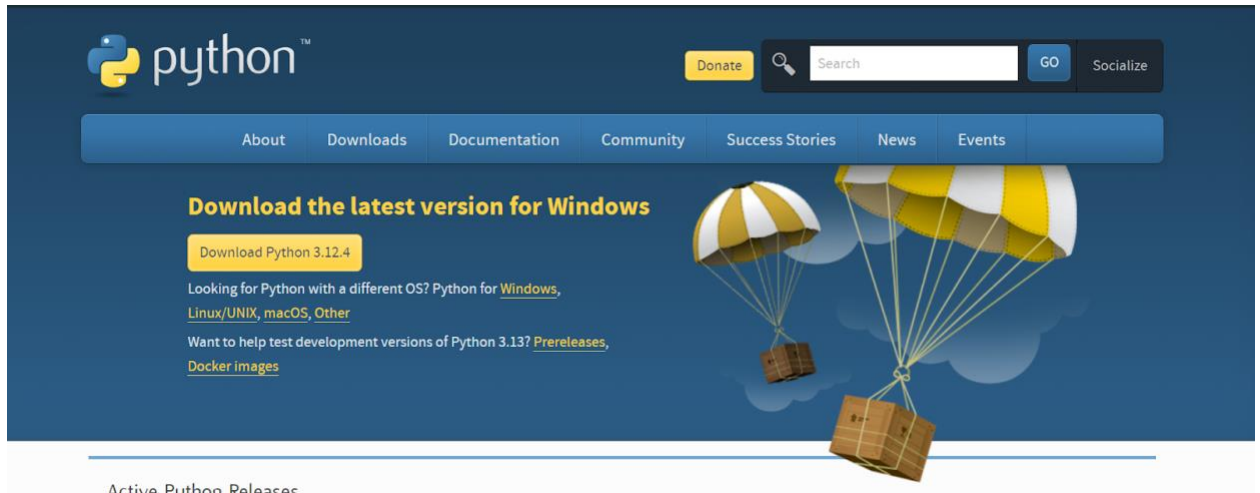 python™
Donate
Search
GO
Socialize
About Downloads Documentation Community Success Stories News Events
Download the latest version for Windows
Download Python 3.12.4
Looking for Python with a different OS? Python for Windows,
Linux/UNIX, macOS, Other
Want to help test development versions of Python 3.13? Prereleases,
Docker images
Active Python Releases